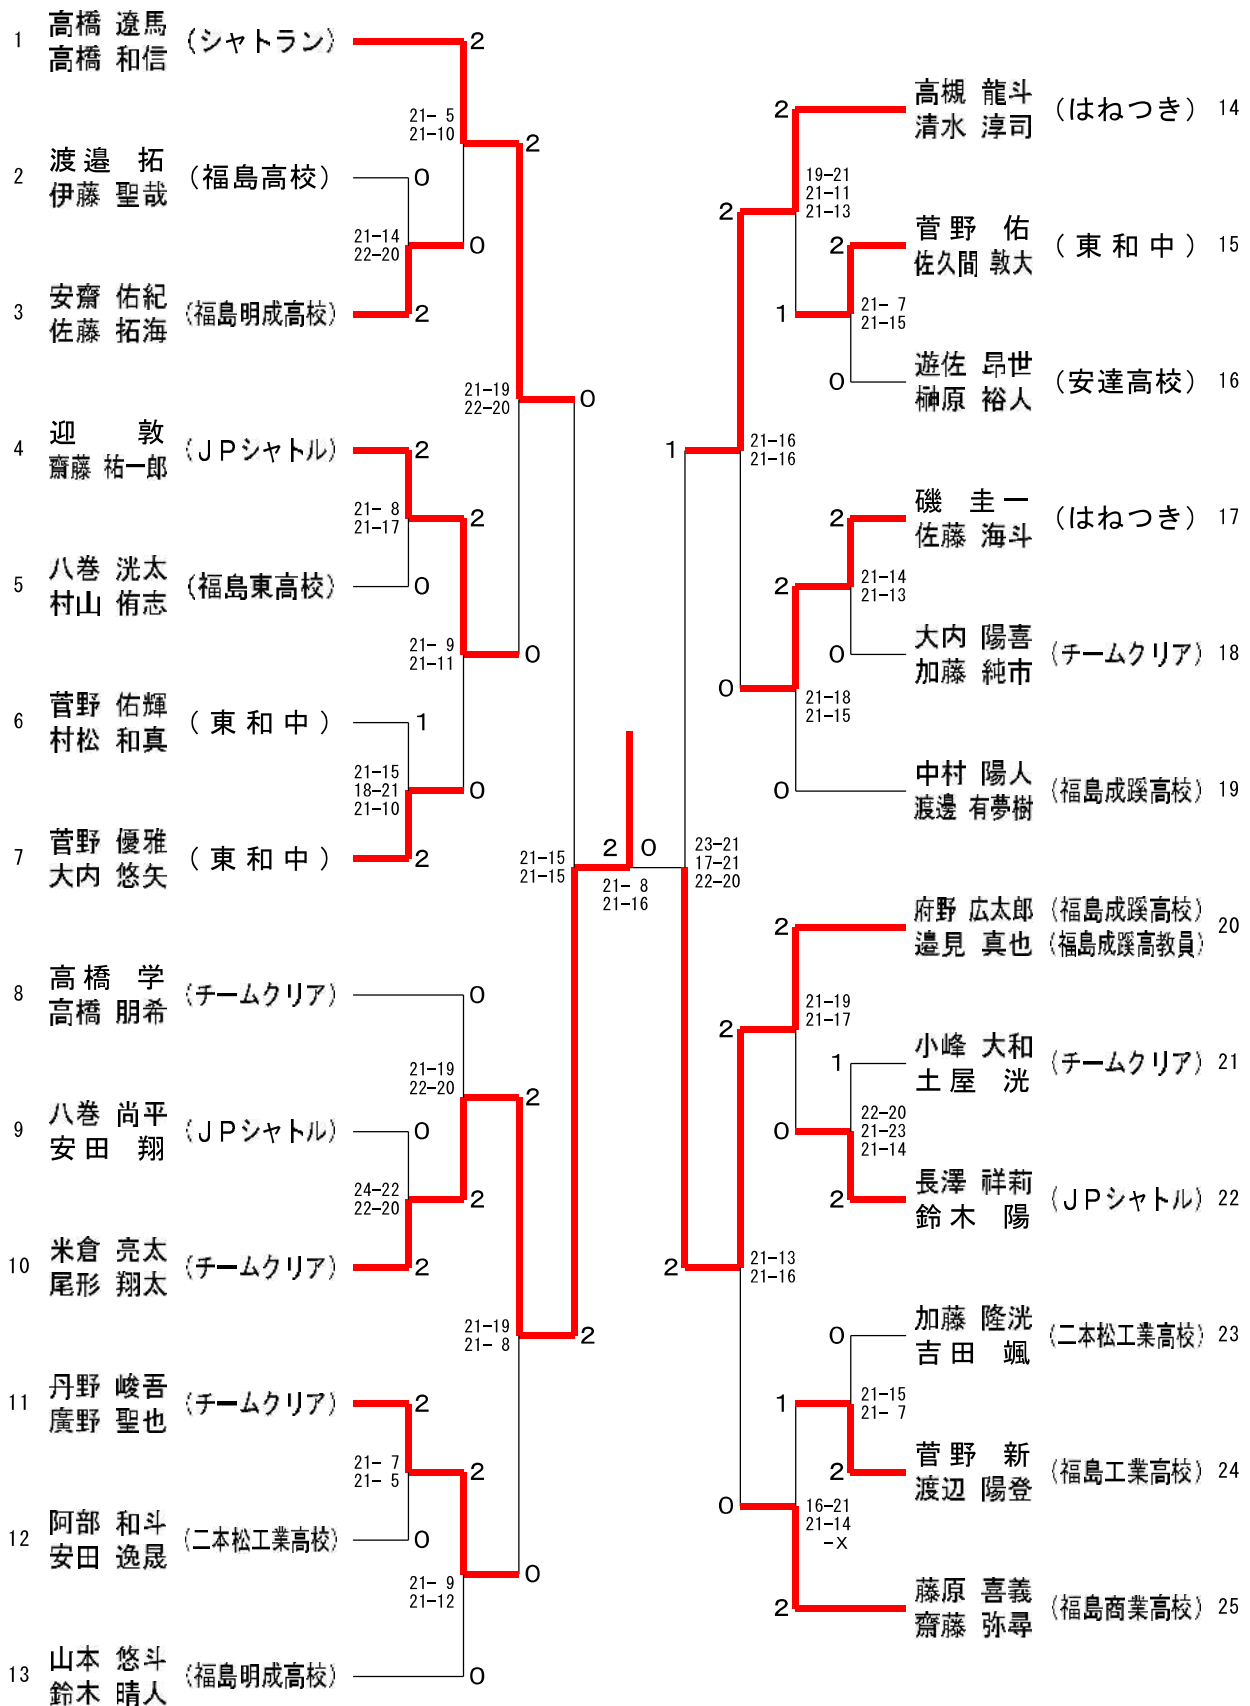 1 高橋 遼馬 (シャトラン) 2
高橋 和信
21- 5
21-10
2
2 渡邉 拓 (福島高校) 0
伊藤 聖哉
21-14
22-20
0
3 安齋 佑紀 (福島明成高校) 2
佐藤 拓海
21-19
22-20
0
4 迎 敦 (JPシャトル) 2
齋藤 祐一郎
21- 8
21-17
2
5 八巻 洸太 (福島東高校) 0
村山 侑志
21- 9
21-11
0
6 菅野 佑輝 (東和中) 1
村松 和真
21-15
18-21
21-10
0
7 菅野 優雅 (東和中) 2
大内 悠矢
21-15
21-15
2 0
21- 8
21-16
8 高橋 学 (チームクリア) 0
高橋 朋希
21-19
22-20
2
9 八巻 尚平 (JPシャトル) 0
安田 翔
24-22
22-20
2
10 米倉 亮太 (チームクリア) 2
尾形 翔太
21-19
21- 8
2
11 丹野 峻吾 (チームクリア) 2
廣野 聖也
21- 7
21- 5
2
12 阿部 和斗 (二本松工業高校) 0
安田 逸晟
21- 9
21-12
0
13 山本 悠斗 (福島明成高校) 0
鈴木 晴人
2 高槻 龍斗 (はねつき) 14
清水 淳司
19-21
21-11
21-13
2
2 菅野 佑 (東和中) 15
佐久間 敦大
1
21- 7
21-15
0 遊佐 昂世 (安達高校) 16
榊原 裕人
1
21-16
21-16
2 磯 圭一 (はねつき) 17
佐藤 海斗
2
21-14
21-13
0 大内 陽喜 (チームクリア) 18
加藤 純市
0
21-18
21-15
0 中村 陽人 (福島成蹊高校) 19
渡邊 有夢樹
23-21
17-21
22-20
2 府野 広太郎 (福島成蹊高校) 20
邉見 真也 (福島成蹊高教員)
2
21-19
21-17
1 小峰 大和 (チームクリア) 21
土屋 洸
0
22-20
21-23
21-14
2 長澤 祥莉 (JPシャトル) 22
鈴木 陽
2
21-13
21-16
0 加藤 隆洸 (二本松工業高校) 23
吉田 颯
1
21-15
21- 7
2 菅野 新 (福島工業高校) 24
渡辺 陽登
0
16-21
21-14
-X
2 藤原 喜義 (福島商業高校) 25
齋藤 弥尋